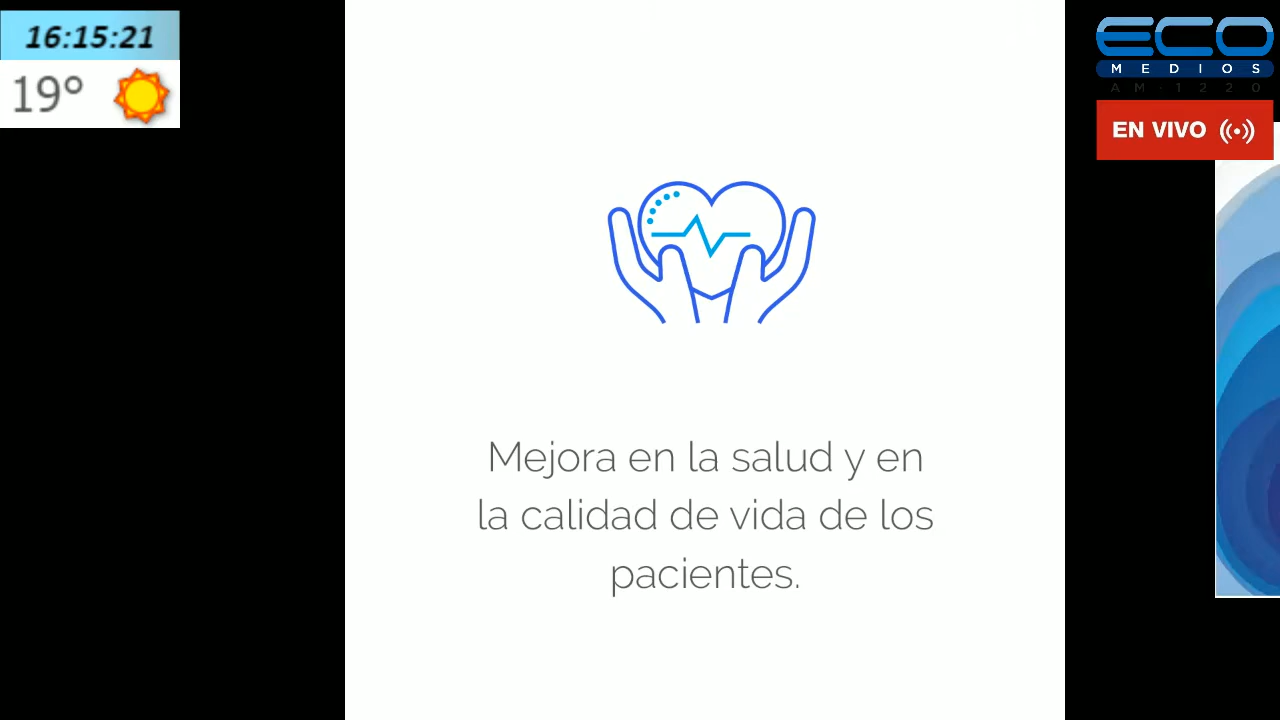 16:15:21
19°
ECO
MEDIOS
AM·1220
EN VIVO
Mejora en la salud y en
la calidad de vida de los
pacientes.